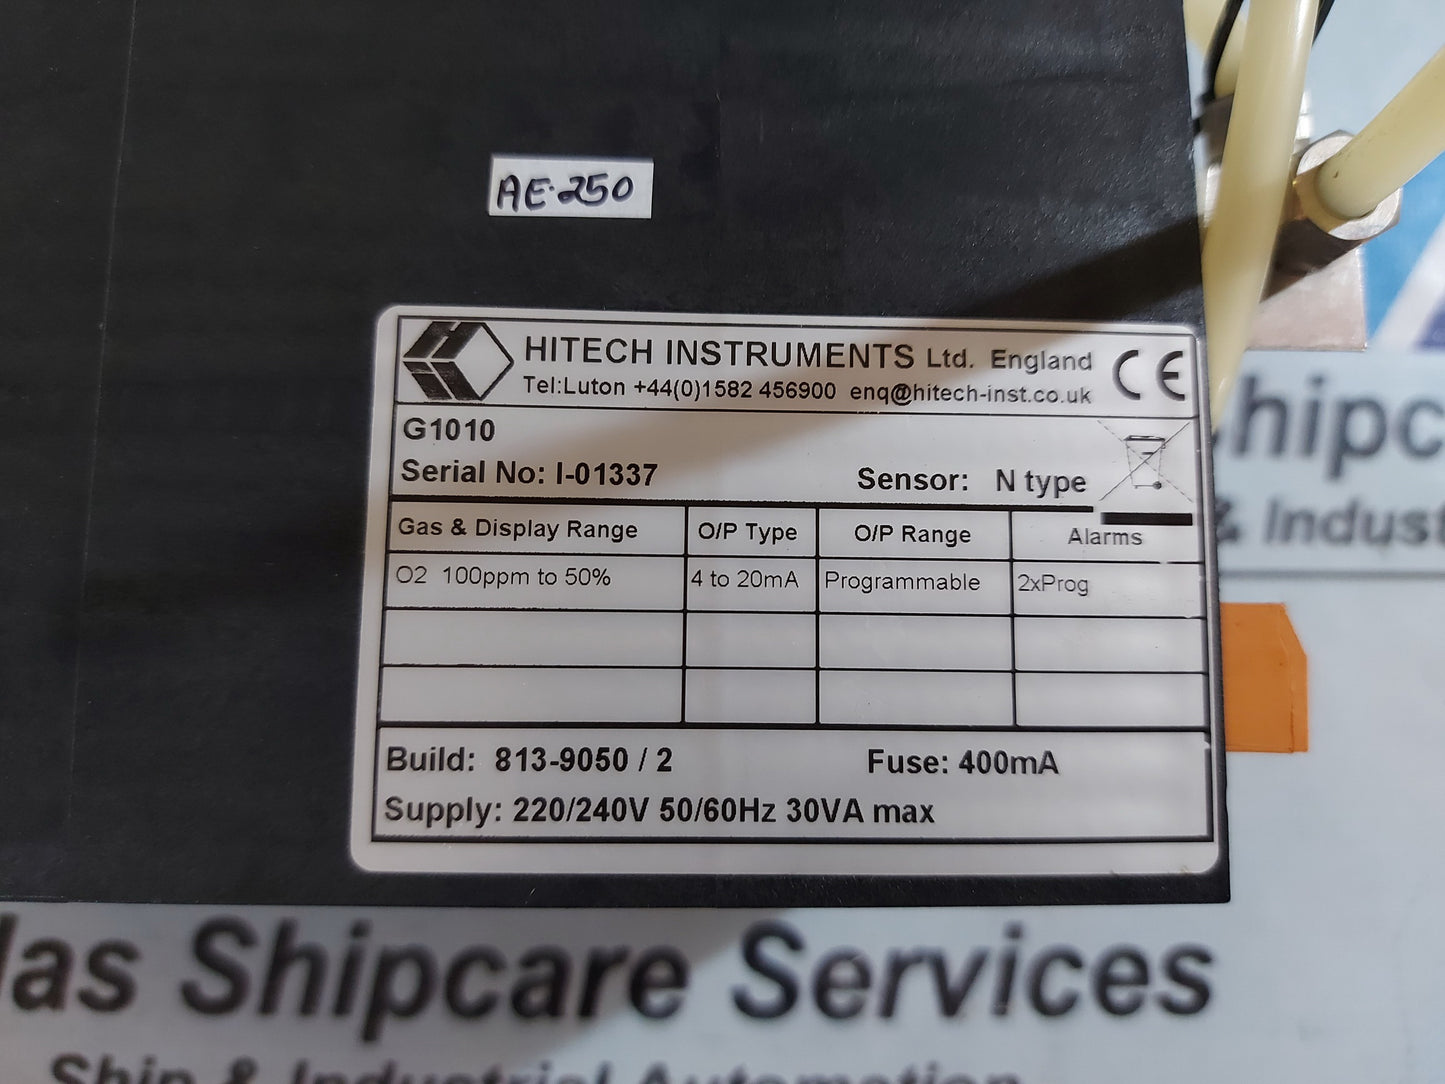 AE-250
HITECH INSTRUMENTS Ltd. England CE
Tel:Luton +44(0)1582 456900 enq@hitech-inst.co.uk
G1010
Serial No: I-01337 Sensor: N type
Gas & Display Range O/P Type O/P Range Alarms
O2 100ppm to 50% 4 to 20mA Programmable 2xProg
Build: 813-9050 / 2 Fuse: 400mA
Supply: 220/240V 50/60Hz 30VA max
hipc
& Indust
las Shipcare Services
Ship & Industrial Automation